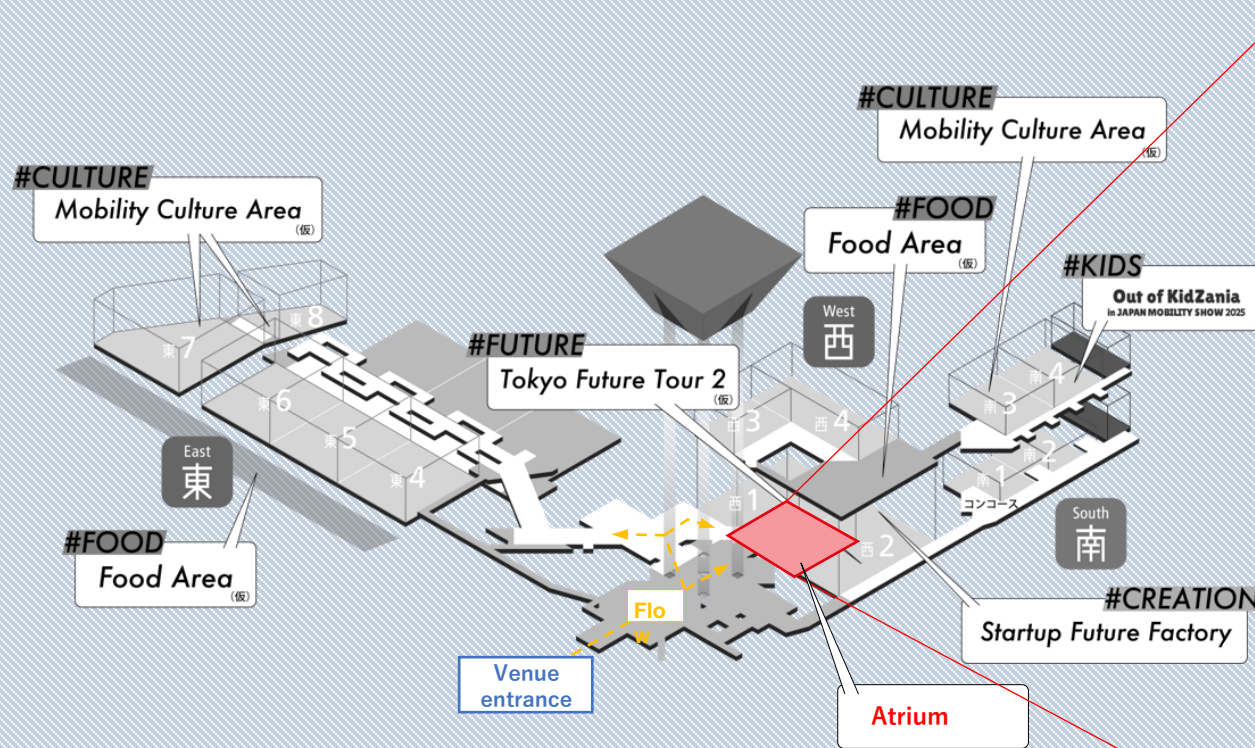 #CULTURE
Mobility Culture Area
(仮)
#CULTURE
Mobility Culture Area
(仮)
#FOOD
Food Area
(仮)
#KIDS
Out of KidZania
in JAPAN MOBILITY SHOW 2025
West
西
#FUTURE
Tokyo Future Tour 2
(仮)
東 8
東 7
東 6
東 5
東 4
西 3
西 4
西 1
西 2
南 4
南 3
南 2
南 1
コンコース
East
東
South
南
#FOOD
Food Area
(仮)
#CREATION
Startup Future Factory
Flo
w
Venue
entrance
Atrium